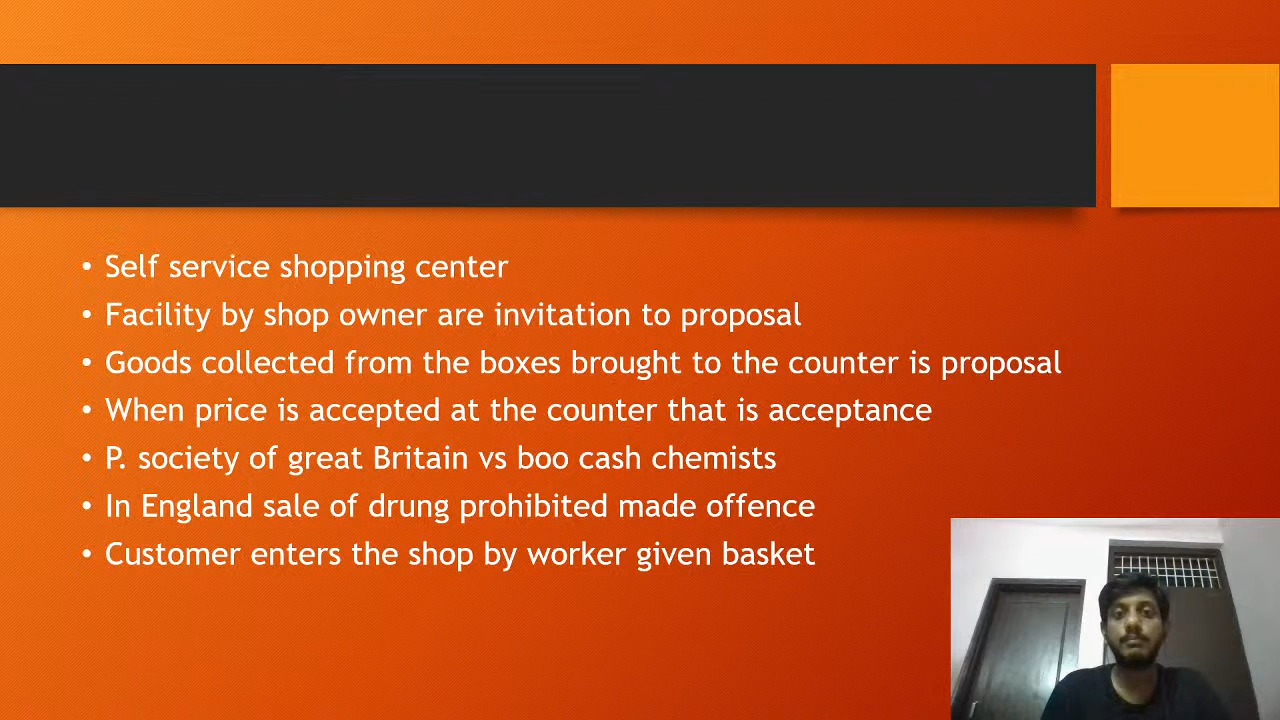 • Self service shopping center
• Facility by shop owner are invitation to proposal
• Goods collected from the boxes brought to the counter is proposal
• When price is accepted at the counter that is acceptance
• P. society of great Britain vs boo cash chemists
• In England sale of drung prohibited made offence
• Customer enters the shop by worker given basket